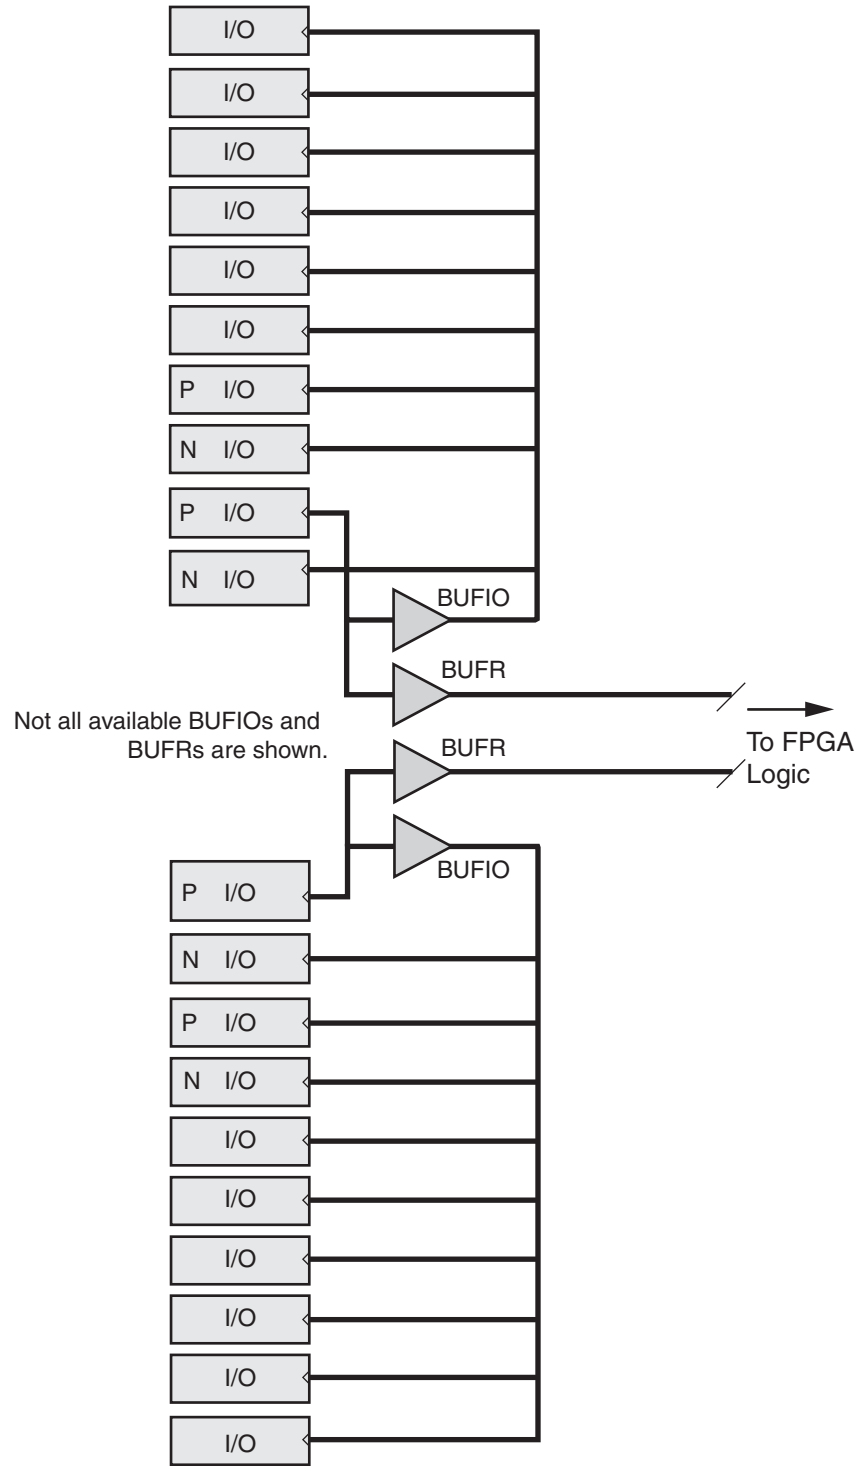 I/O
I/O
I/O
I/O
I/O
I/O
P I/O
N I/O
P I/O
N I/O
BUFIO
BUFR
Not all available BUFIOs and
BUFRs are shown.
To FPGA
Logic
BUFR
BUFIO
P I/O
N I/O
P I/O
N I/O
I/O
I/O
I/O
I/O
I/O
I/O